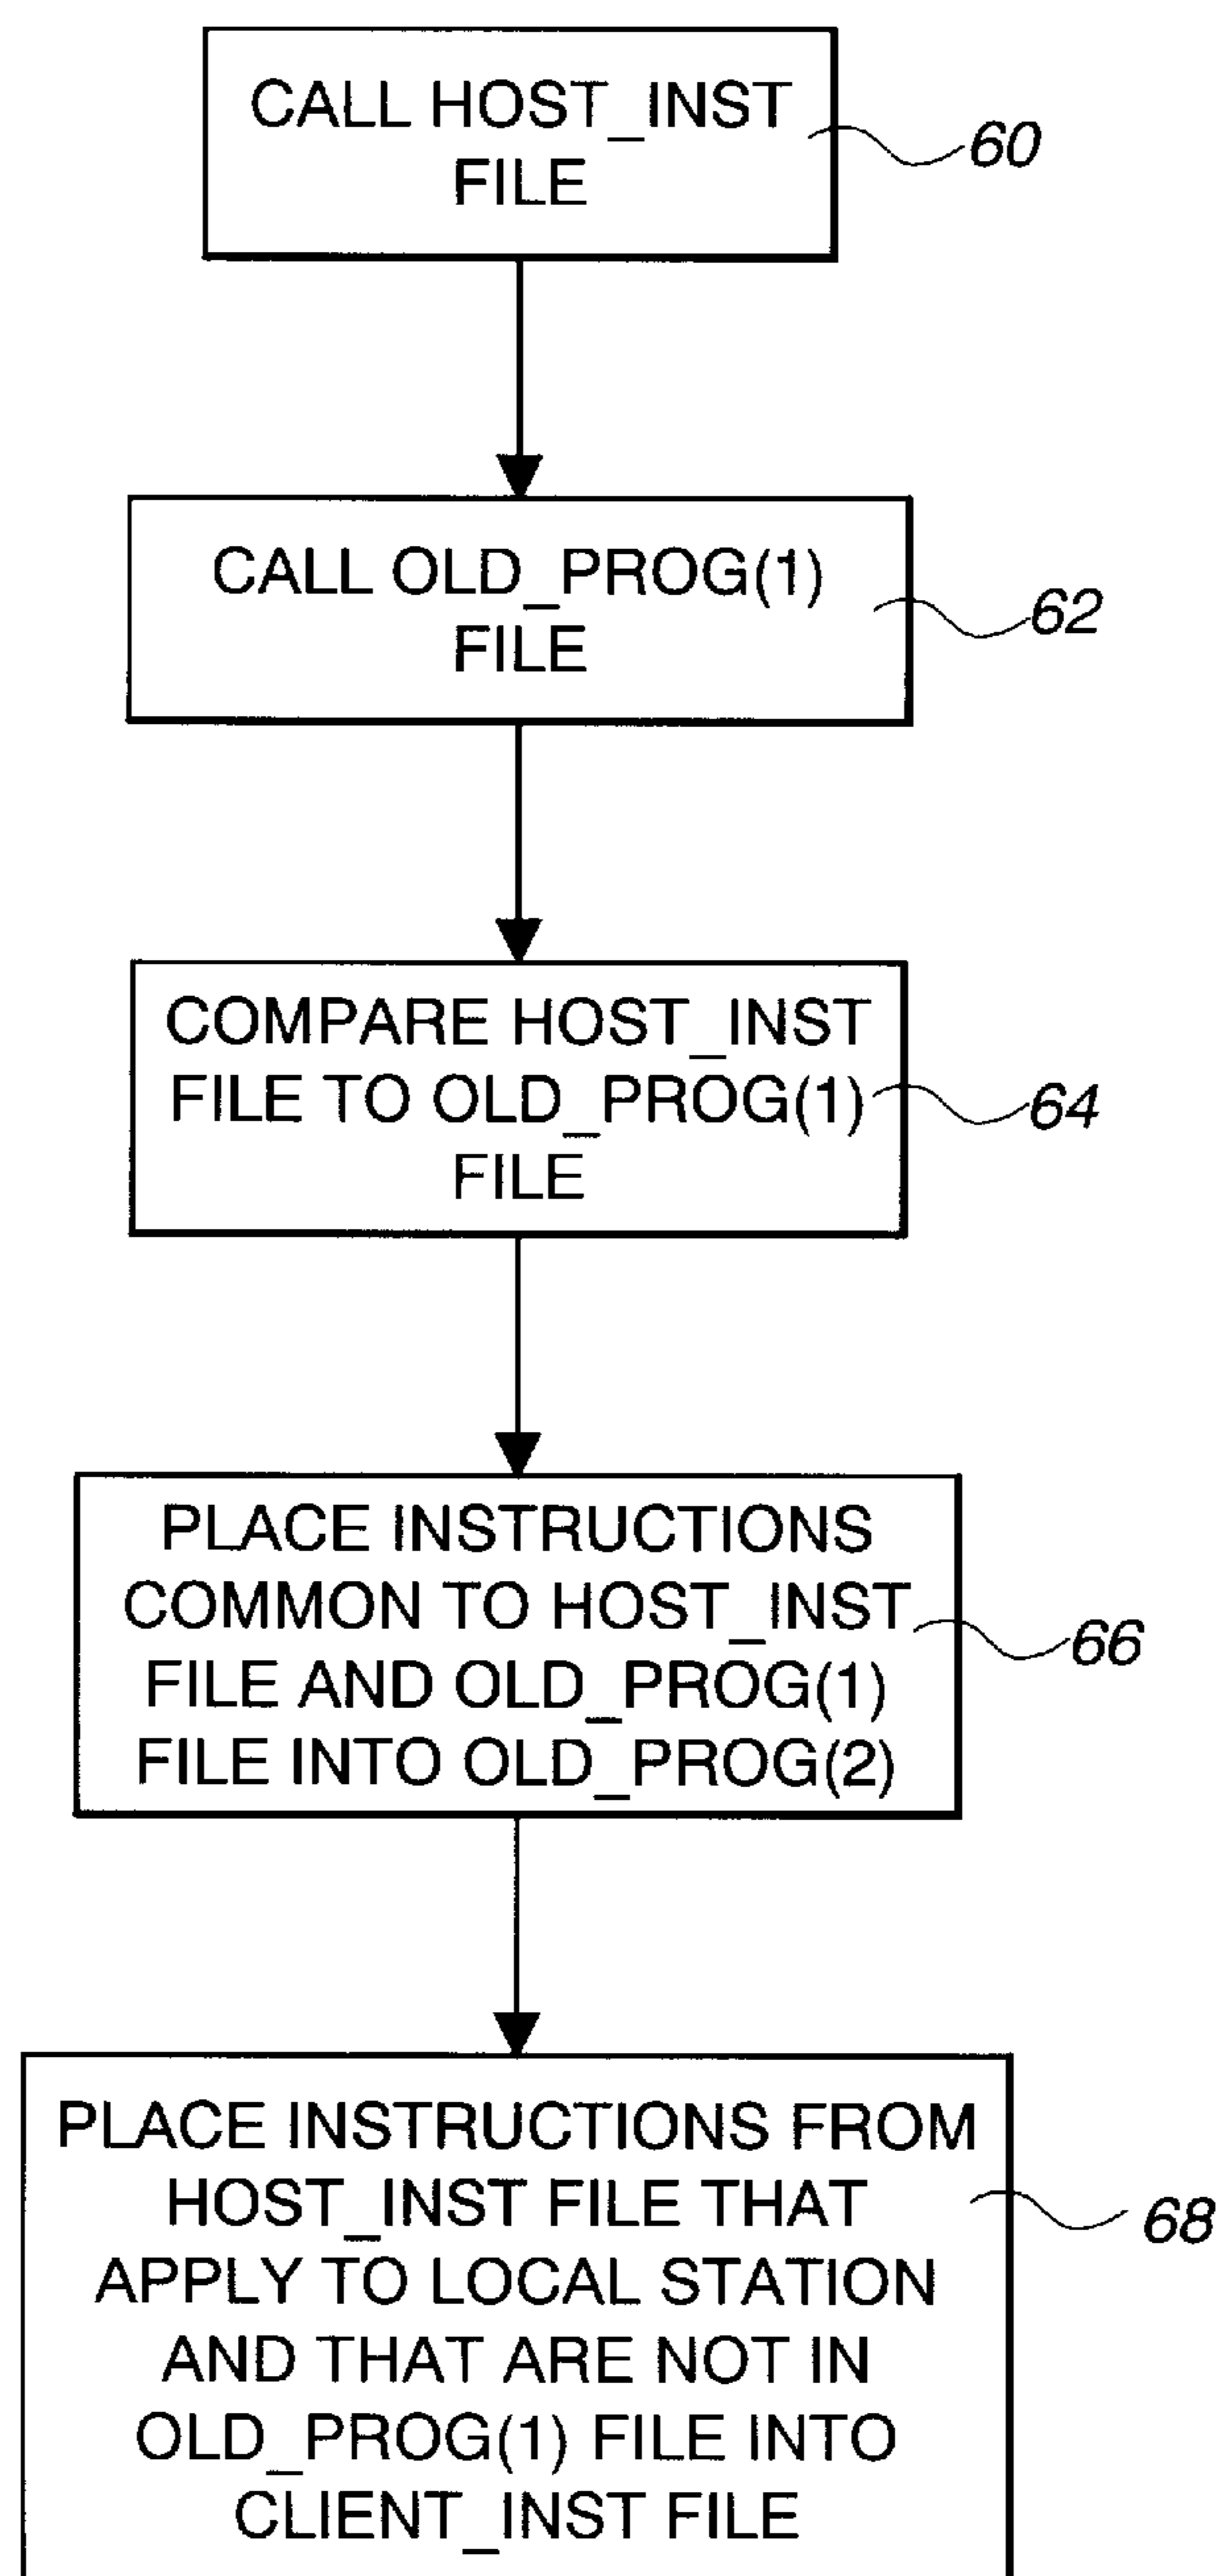 CALL HOST_INST
FILE
60
CALL OLD_PROG(1)
FILE
62
COMPARE HOST_INST
FILE TO OLD_PROG(1)
FILE
64
PLACE INSTRUCTIONS
COMMON TO HOST_INST
FILE AND OLD_PROG(1)
FILE INTO OLD_PROG(2)
66
PLACE INSTRUCTIONS FROM
HOST_INST FILE THAT
APPLY TO LOCAL STATION
AND THAT ARE NOT IN
OLD_PROG(1) FILE INTO
CLIENT_INST FILE
68